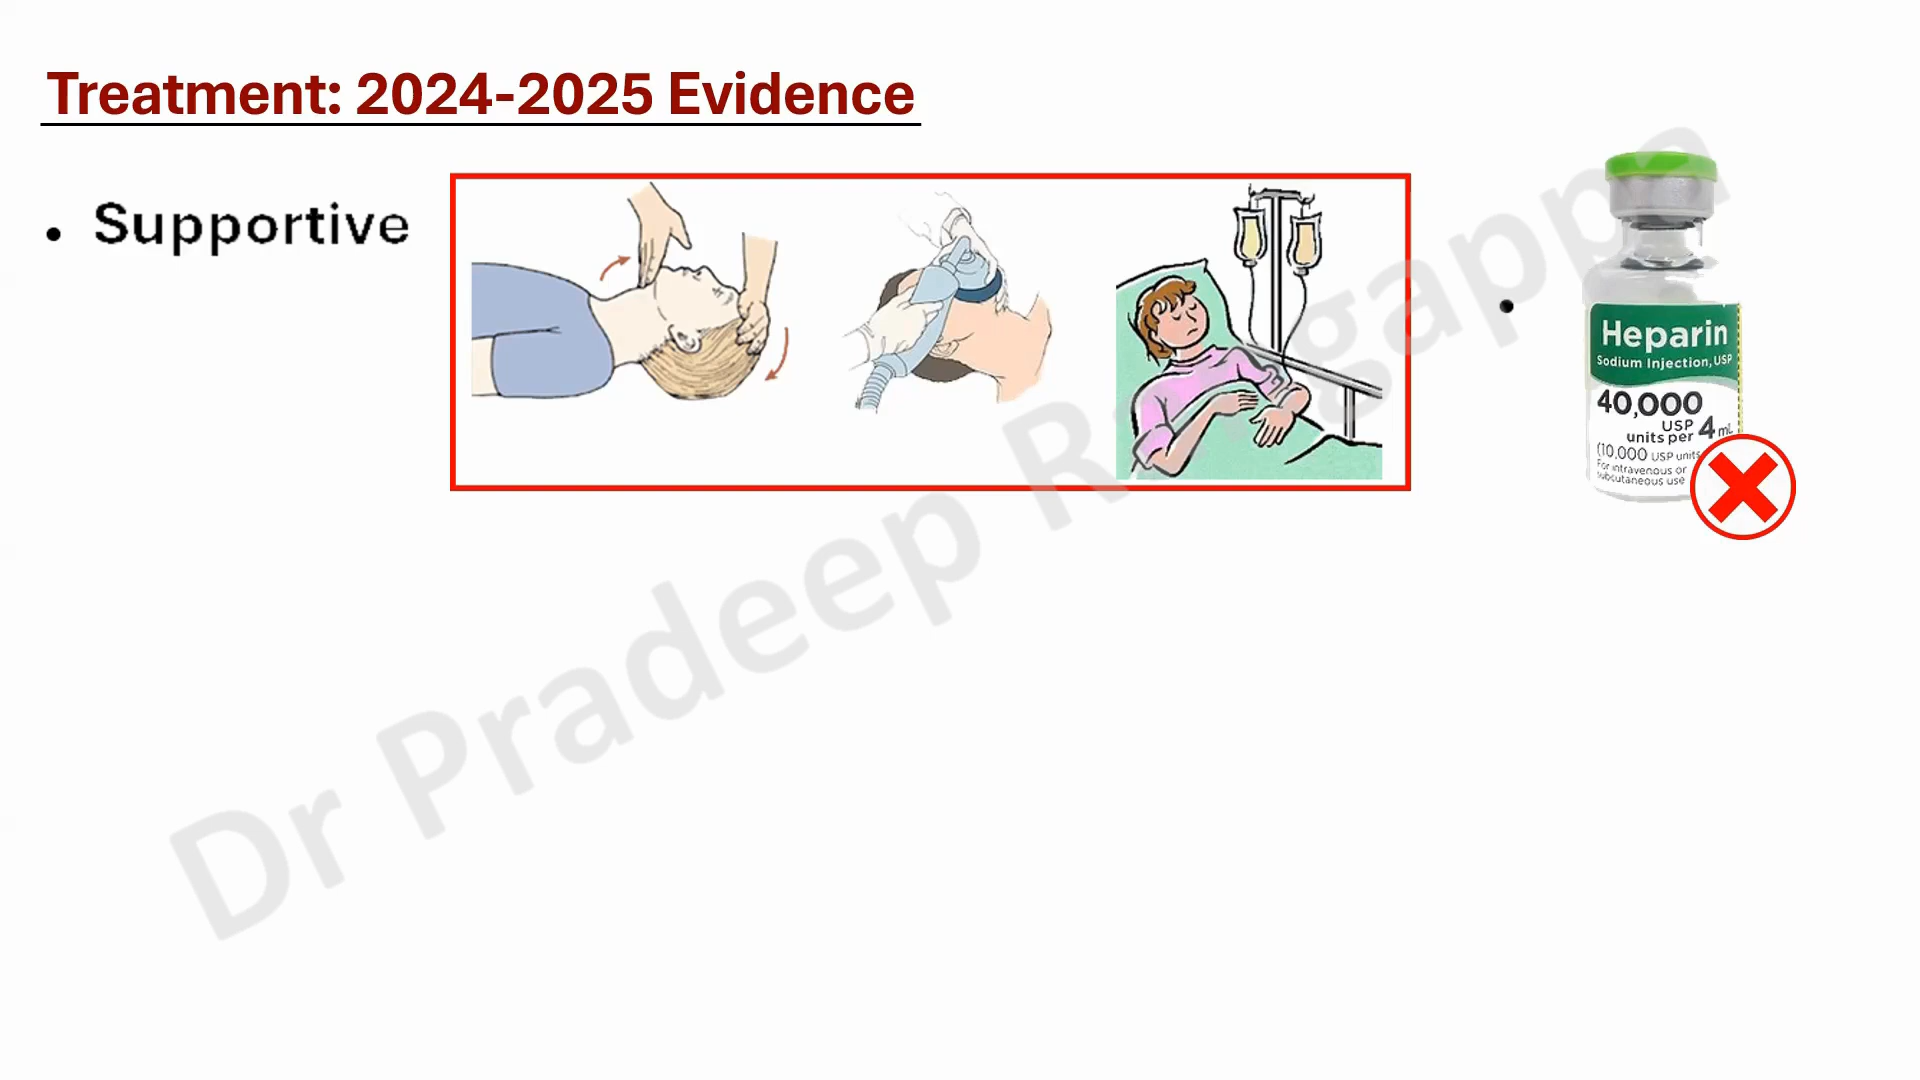 Treatment: 2024-2025 Evidence
• Supportive
•
Heparin
Sodium Injection, USP
40,000
USP
units per 4 mL
(10,000 USP units
For intravenous or
subcutaneous use
Dr Pradeep Rangappa